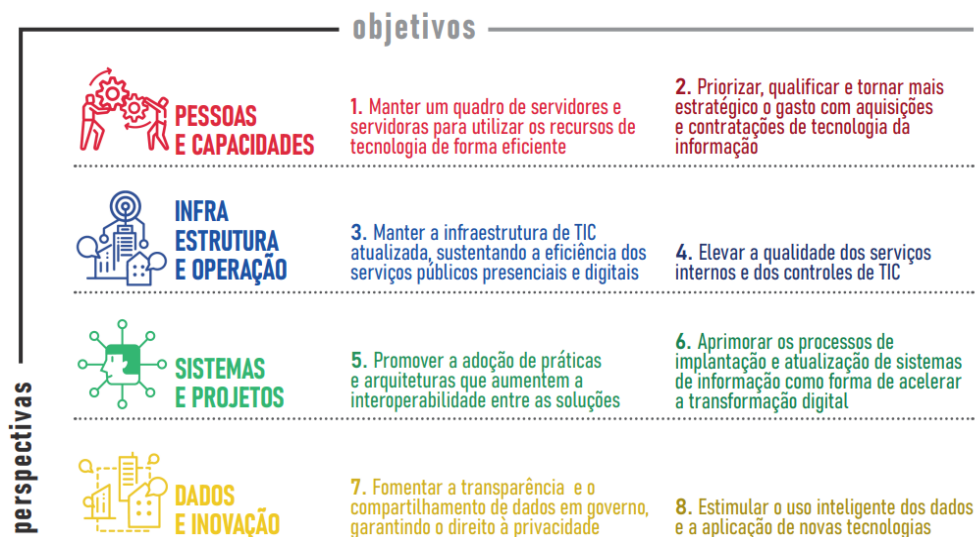 objetivos
PESSOAS
E CAPACIDADES
1. Manter um quadro de servidores e
servidoras para utilizar os recursos de
tecnologia de forma eficiente
2. Priorizar, qualificar e tornar mais
estratégico o gasto com aquisições
e contratações de tecnologia da
informação
INFRA
ESTRUTURA
E OPERAÇÃO
3. Manter a infraestrutura de TIC
atualizada, sustentando a eficiência dos
serviços públicos presenciais e digitais
4. Elevar a qualidade dos serviços
internos e dos controles de TIC
SISTEMAS
E PROJETOS
5. Promover a adoção de práticas
e arquiteturas que aumentem a
interoperabilidade entre as soluções
6. Aprimorar os processos de
implantação e atualização de sistemas
de informação como forma de acelerar
a transformação digital
perspectivas
DADOS
E INOVAÇÃO
7. Fomentar a transparência e o
compartilhamento de dados em governo,
garantindo o direito à privacidade
8. Estimular o uso inteligente dos dados
e a aplicação de novas tecnologias